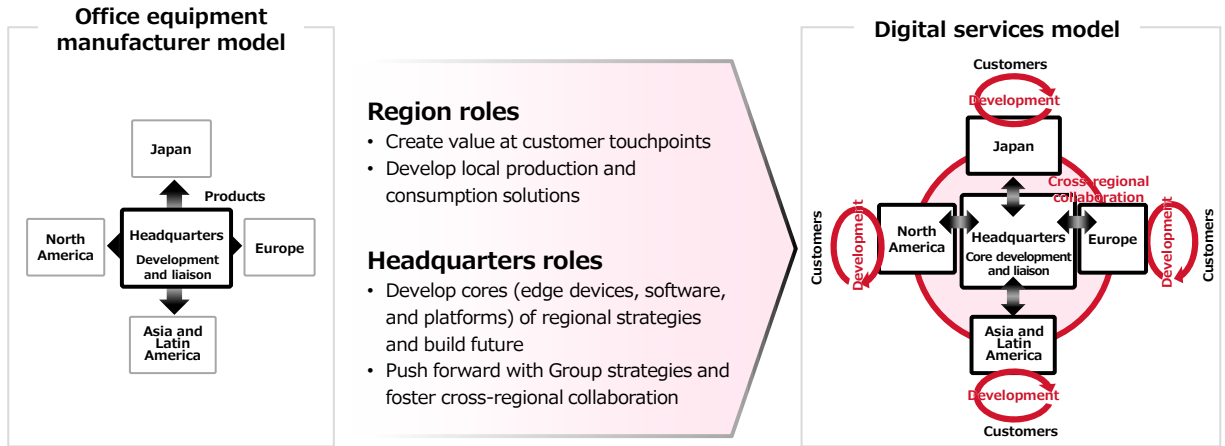 Office equipment
manufacturer model
Japan
Products
North
America
Headquarters
Development
and liaison
Europe
Asia and
Latin
America
Region roles
• Create value at customer touchpoints
• Develop local production and
consumption solutions
Headquarters roles
• Develop cores (edge devices, software,
and platforms) of regional strategies
and build future
• Push forward with Group strategies and
foster cross-regional collaboration
Digital services model
Customers
Development
Japan
Cross-regional
collaboration
Customers
Development
North
America
Headquarters
Core development
and liaison
Europe
Development
Customers
Asia and
Latin
America
Development
Customers